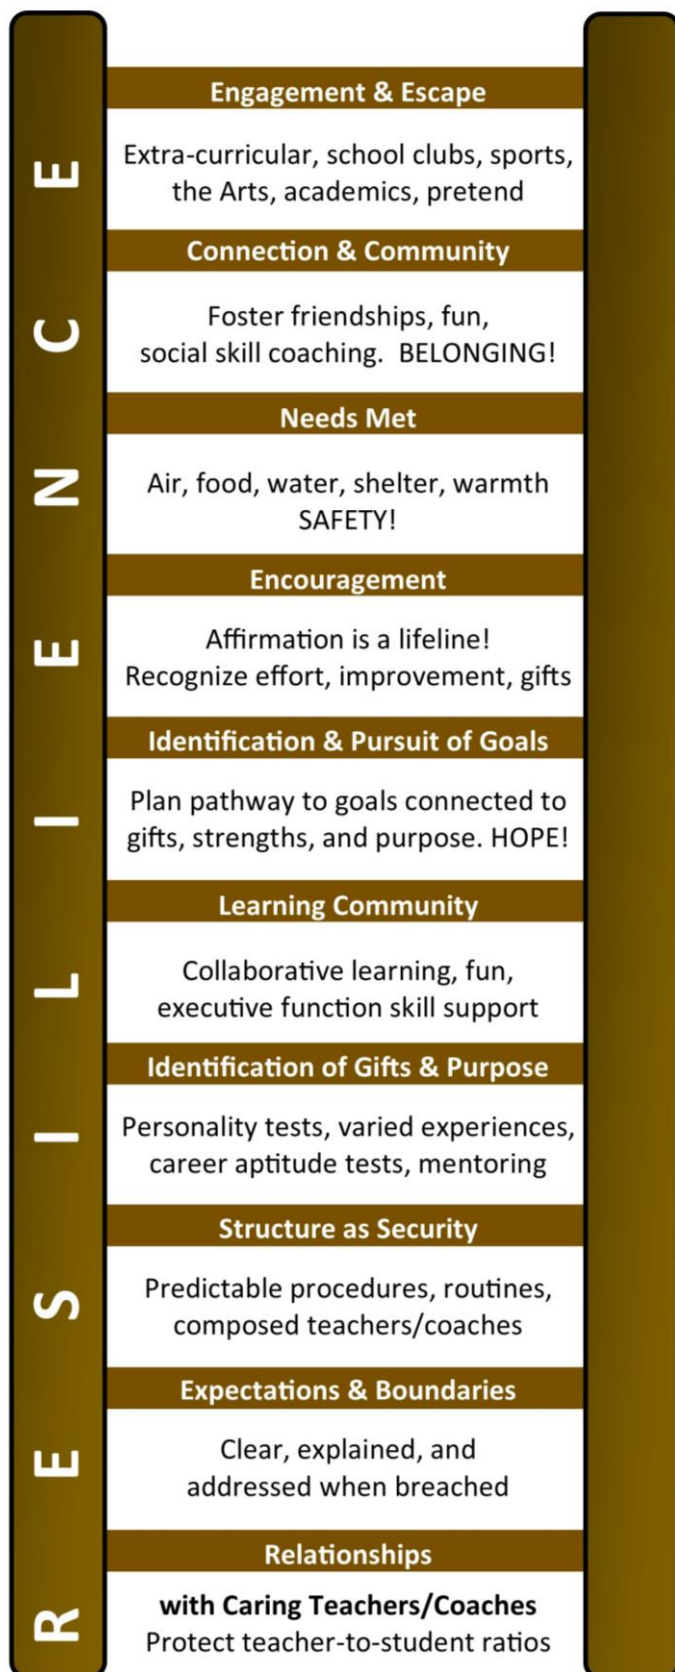 RESILIENCE
Engagement & Escape
Extra-curricular, school clubs, sports,
the Arts, academics, pretend
Connection & Community
Foster friendships, fun,
social skill coaching. BELONGING!
Needs Met
Air, food, water, shelter, warmth
SAFETY!
Encouragement
Affirmation is a lifeline!
Recognize effort, improvement, gifts
Identification & Pursuit of Goals
Plan pathway to goals connected to
gifts, strengths, and purpose. HOPE!
Learning Community
Collaborative learning, fun,
executive function skill support
Identification of Gifts & Purpose
Personality tests, varied experiences,
career aptitude tests, mentoring
Structure as Security
Predictable procedures, routines,
composed teachers/coaches
Expectations & Boundaries
Clear, explained, and
addressed when breached
Relationships
with Caring Teachers/Coaches
Protect teacher-to-student ratios